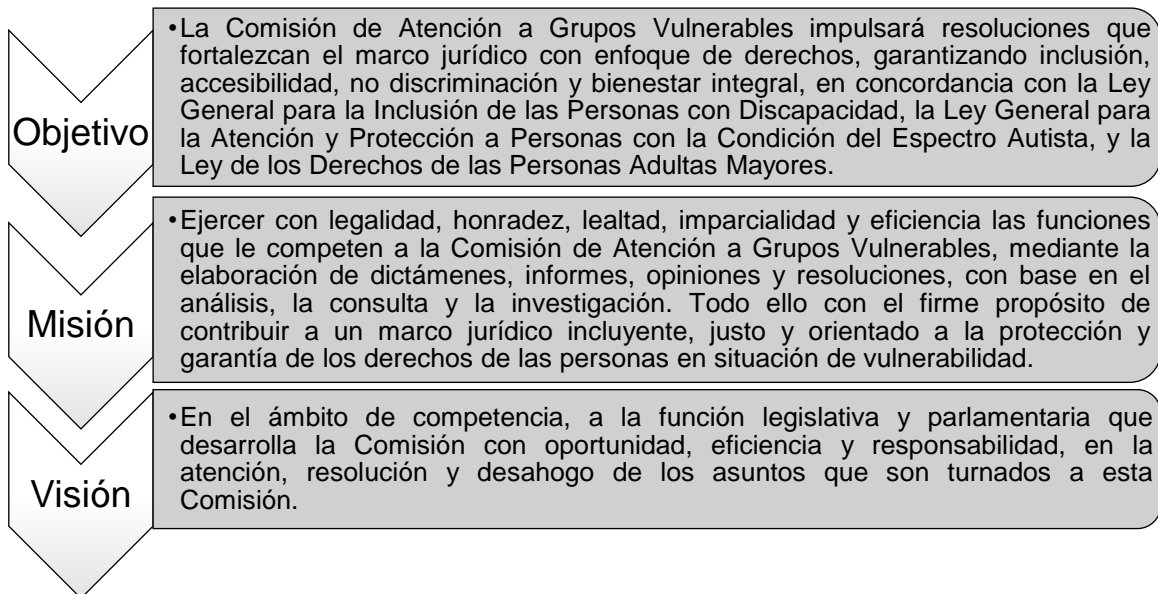 Objetivo
•La Comisión de Atención a Grupos Vulnerables impulsará resoluciones que
fortalezcan el marco jurídico con enfoque de derechos, garantizando inclusión,
accesibilidad, no discriminación y bienestar integral, en concordancia con la Ley
General para la Inclusión de las Personas con Discapacidad, la Ley General para
la Atención y Protección a Personas con la Condición del Espectro Autista, y la
Ley de los Derechos de las Personas Adultas Mayores.
Misión
•Ejercer con legalidad, honradez, lealtad, imparcialidad y eficiencia las funciones
que le competen a la Comisión de Atención a Grupos Vulnerables, mediante la
elaboración de dictámenes, informes, opiniones y resoluciones, con base en el
análisis, la consulta y la investigación. Todo ello con el firme propósito de
contribuir a un marco jurídico incluyente, justo y orientado a la protección y
garantía de los derechos de las personas en situación de vulnerabilidad.
Visión
•En el ámbito de competencia, a la función legislativa y parlamentaria que
desarrolla la Comisión con oportunidad, eficiencia y responsabilidad, en la
atención, resolución y desahogo de los asuntos que son turnados a esta
Comisión.